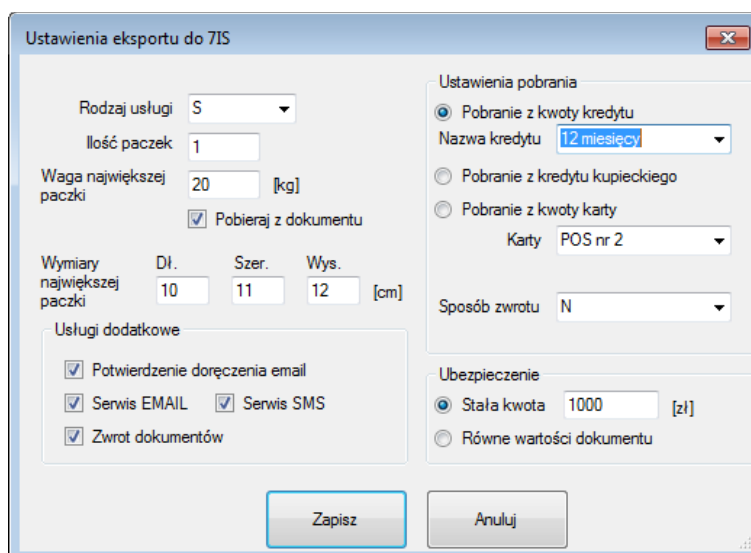 Ustawienia eksportu do 7IS
Rodzaj usługi S
Ilość paczek 1
Waga największej
paczki
20 [kg]
Pobieraj z dokumentu
Wymiary
największej
paczki
Dł. Szer. Wys.
10 11 12 [cm]
Usługi dodatkowe
Potwierdzenie doręczenia email
Serwis EMAIL Serwis SMS
Zwrot dokumentów
Ustawienia pobrania
Pobranie z kwoty kredytu
Nazwa kredytu 12 miesięcy
Pobranie z kredytu kupieckiego
Pobranie z kwoty karty
Karty POS nr 2
Sposób zwrotu N
Ubezpieczenie
Stała kwota 1000 [zł]
Równe wartości dokumentu
Zapisz Anuluj